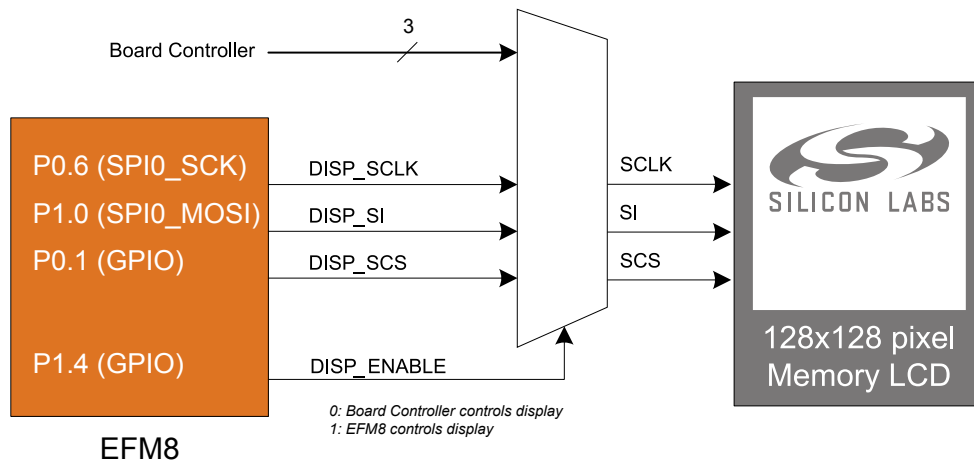 3
Board Controller
P0.6 (SPI0_SCK)
DISP_SCLK
SCLK
P1.0 (SPI0_MOSI)
DISP_SI
SI
P0.1 (GPIO)
DISP_SCS
SCS
SILICON LABS
P1.4 (GPIO)
DISP_ENABLE
128x128 pixel
Memory LCD
0: Board Controller controls display
1: EFM8 controls display
EFM8